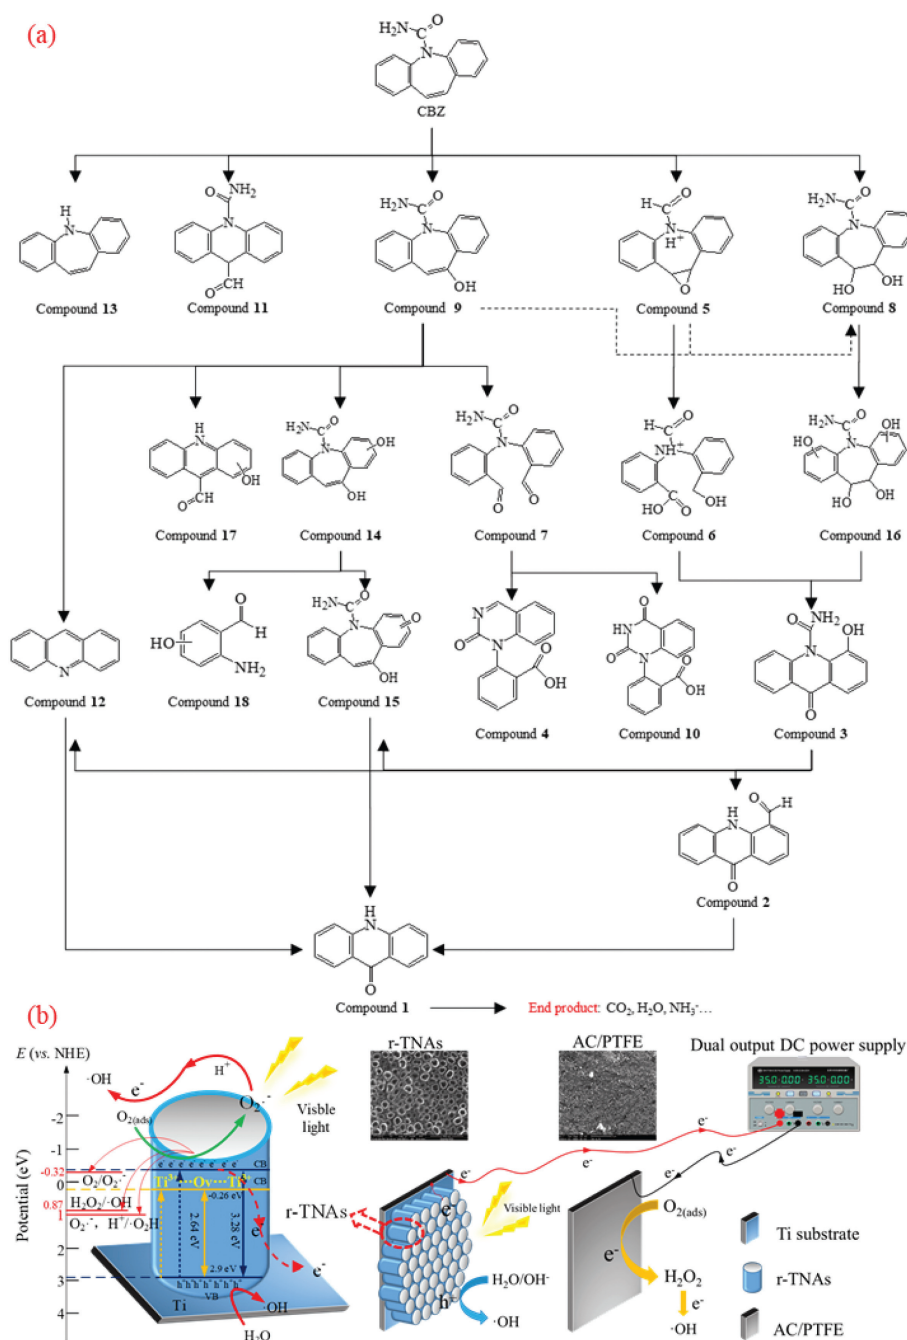 (a)
H₂N
O
C
N
CBZ
H
N
O
NH₂
C
N
CH
O
H₂N
O
C
N
OH
H
O
C
N
H⁺
O
H₂N
O
C
N
HO
OH
Compound 13
Compound 11
Compound 9
Compound 5
Compound 8
H
N
OH
CH
O
H₂N
O
C
N
OH
OH
H₂N
O
C
N
O
O
H
O
C
NH⁺
C
HO
O
OH
H₂N
O
C
N
HO
OH
HO
OH
Compound 17
Compound 14
Compound 7
Compound 6
Compound 16
N
HO
O
H
NH₂
H₂N
O
C
N
O
OH
N
O
N
O
OH
O
HN
O
N
O
OH
O
NH₂
C
N
OH
O
Compound 12
Compound 18
Compound 15
Compound 4
Compound 10
Compound 3
H
N
O
H
O
Compound 2
H
N
O
Compound 1
End product: CO₂, H₂O, NH₃⁻...
(b)
r-TNAs
AC/PTFE
Dual output DC power supply
E (vs. NHE)
·OH
e⁻
H⁺
O₂·⁻
O₂(ads)
Visble
light
350.00 350.00
Potential (eV)
-2
-1
-0.32
0
0.87
1
2
3
4
O₂/O₂·⁻
H₂O₂/·OH
O₂·⁻, H⁺/·O₂H
e⁻ e⁻ e⁻ e⁻ e⁻ e⁻ e⁻
CB
CB
-0.26 eV
2.64 eV
3.28 eV
2.9 eV
h⁺ h⁺ h⁺ h⁺ h⁺ h⁺ h⁺
VB
Ti
e⁻
e⁻
·OH
H₂O
r-TNAs
e⁻
h⁺
Visible light
H₂O/OH⁻
·OH
e⁻
e⁻
e⁻
e⁻
e⁻
O₂(ads)
e⁻
H₂O₂
e⁻
·OH
Ti substrate
r-TNAs
AC/PTFE